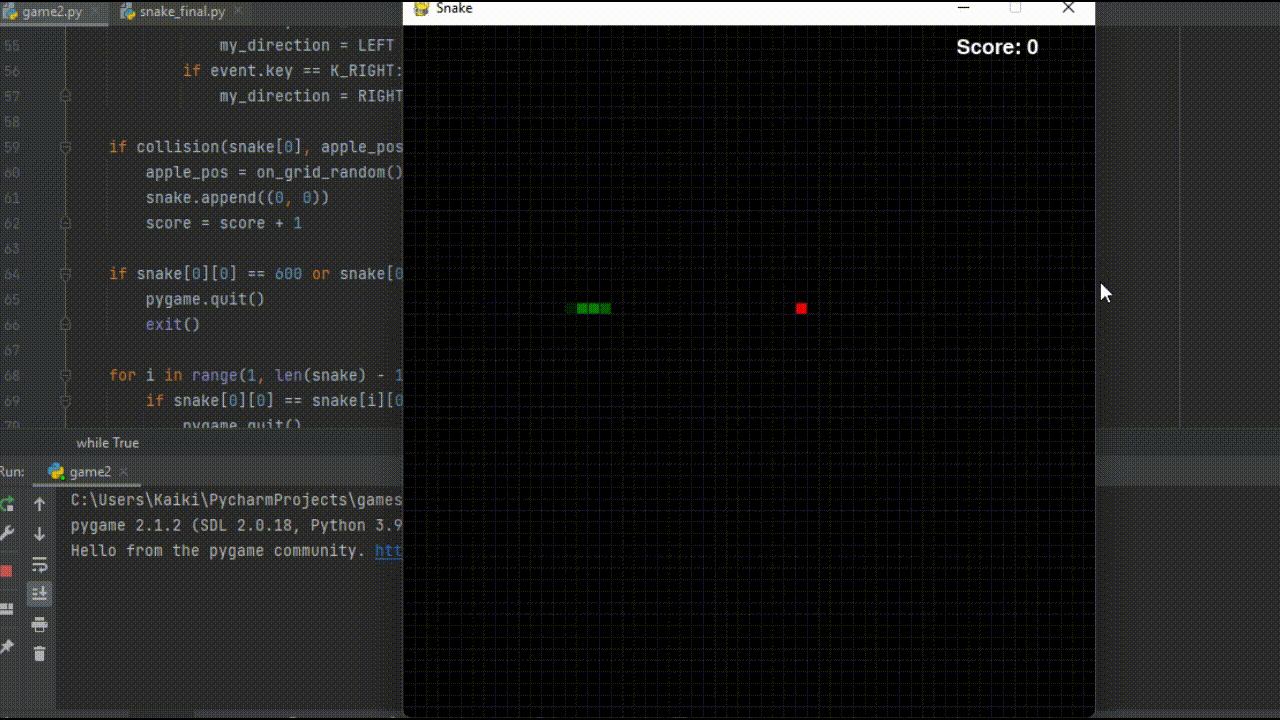 game2.py
snake_final.py
Snake
Score: 0
55 my_direction = LEFT
56 if event.key == K_RIGHT:
57 my_direction = RIGHT
58
59 if collision(snake[0], apple_pos
60 apple_pos = on_grid_random()
61 snake.append((0, 0))
62 score = score + 1
63
64 if snake[0][0] == 600 or snake[0
65 pygame.quit()
66 exit()
67
68 for i in range(1, len(snake) - 1
69 if snake[0][0] == snake[i][0
70 pygame.quit()
while True
Run: game2
C:\Users\Kaiki\PycharmProjects\games
pygame 2.1.2 (SDL 2.0.18, Python 3.9
Hello from the pygame community. htt